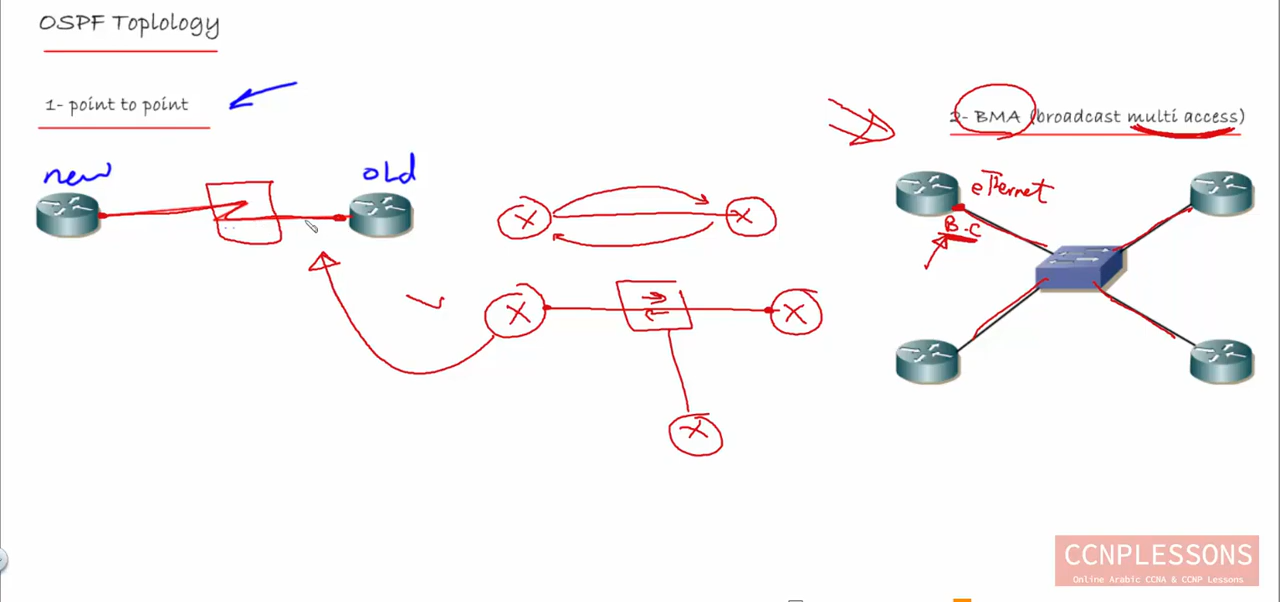 OSPF Toplology
1- point to point
new
old
2- BMA (broadcast multi access)
eThernet
B.C
X
X
X
X
X
CCNPLESSONS
Online Arabic CCNA & CCNP Lessons